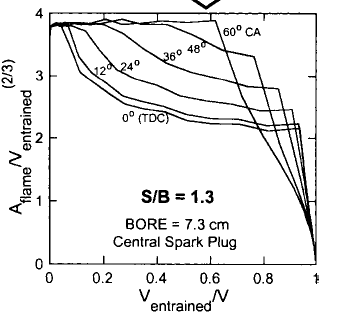 4
3
2
1
0
A_flame/V_entrained^(2/3)
60° CA
48°
36°
24°
12°
0° (TDC)
S/B = 1.3
BORE = 7.3 cm
Central Spark Plug
0 0.2 0.4 0.6 0.8 1
V_entrained/V